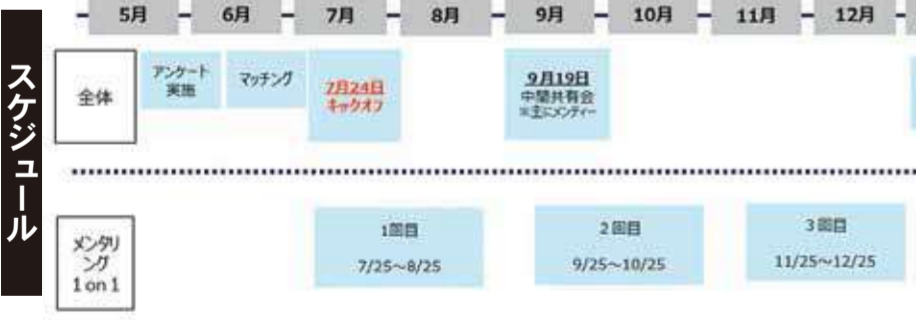 スケジュール
5月 6月 7月 8月 9月 10月 11月 12月
全体
アンケート
実施
マッチング
7月24日
キックオフ
9月19日
中間共有会
※主にメンティー
メンタリ
ング
1 on 1
1回目
7/25~8/25
2回目
9/25~10/25
3回目
11/25~12/25